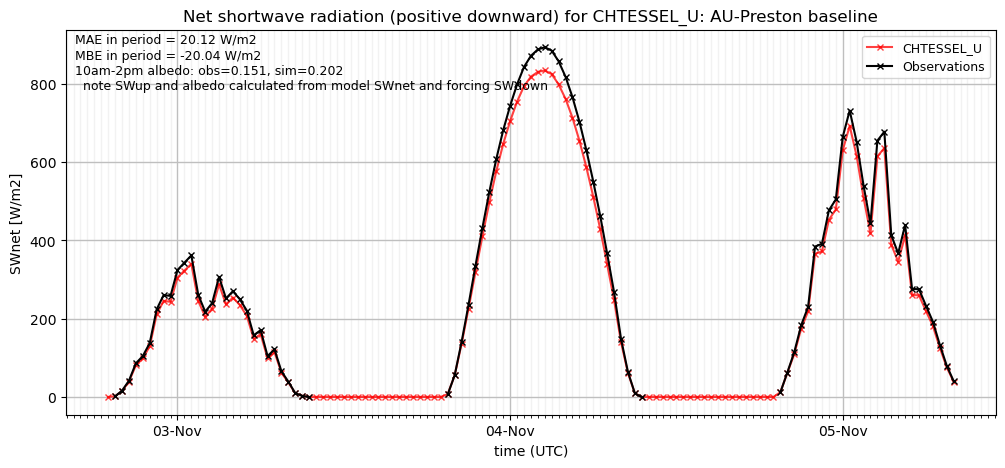 Net shortwave radiation (positive downward) for CHTESSEL_U: AU-Preston baseline
MAE in period = 20.12 W/m2
MBE in period = -20.04 W/m2
10am-2pm albedo: obs=0.151, sim=0.202
note SWup and albedo calculated from model SWnet and forcing SWdown
CHTESSEL_U
Observations
SWnet [W/m2]
800
600
400
200
0
03-Nov
04-Nov
05-Nov
time (UTC)